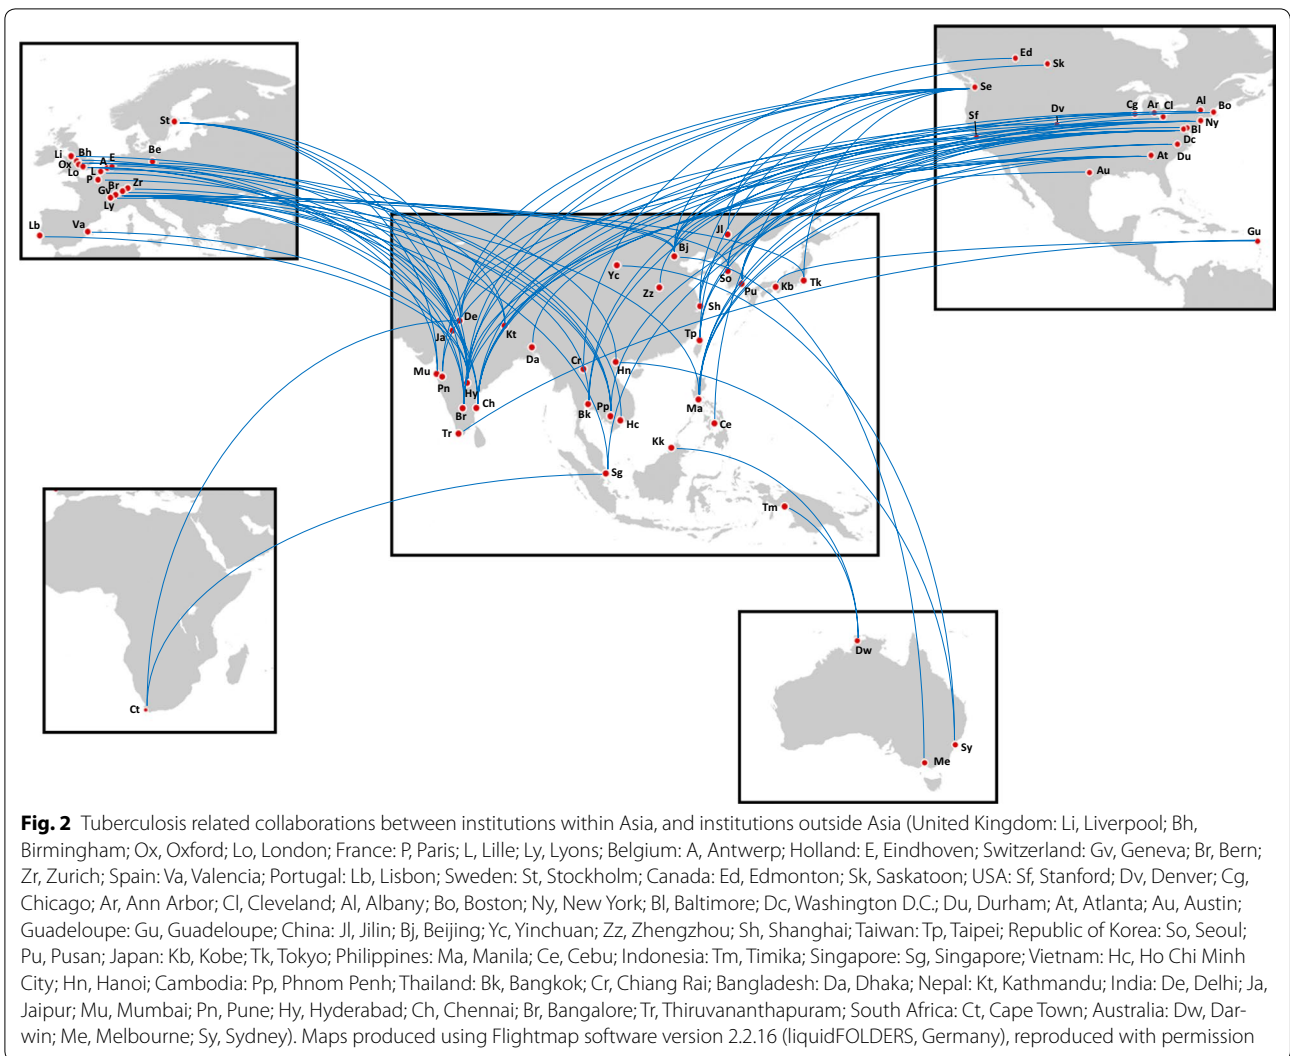 St
Li
Bh
Ox
Lo
A
E
L
P
Be
Gv
Br
Zr
Ly
Lb
Va
Ed
Sk
Se
Sf
Dv
Cg
Ar
Cl
Al
Bo
Ny
Bl
Dc
Du
At
Au
Gu
Jl
Bj
Yc
Zz
So
Pu
Kb
Tk
Sh
Tp
De
Ja
Kt
Da
Mu
Pn
Hy
Br
Ch
Tr
Cr
Hn
Bk
Pp
Hc
Ma
Ce
Kk
Sg
Tm
Ct
Dw
Sy
Me
Fig. 2 Tuberculosis related collaborations between institutions within Asia, and institutions outside Asia (United Kingdom: Li, Liverpool; Bh,
Birmingham; Ox, Oxford; Lo, London; France: P, Paris; L, Lille; Ly, Lyons; Belgium: A, Antwerp; Holland: E, Eindhoven; Switzerland: Gv, Geneva; Br, Bern;
Zr, Zurich; Spain: Va, Valencia; Portugal: Lb, Lisbon; Sweden: St, Stockholm; Canada: Ed, Edmonton; Sk, Saskatoon; USA: Sf, Stanford; Dv, Denver; Cg,
Chicago; Ar, Ann Arbor; Cl, Cleveland; Al, Albany; Bo, Boston; Ny, New York; Bl, Baltimore; Dc, Washington D.C.; Du, Durham; At, Atlanta; Au, Austin;
Guadeloupe: Gu, Guadeloupe; China: Jl, Jilin; Bj, Beijing; Yc, Yinchuan; Zz, Zhengzhou; Sh, Shanghai; Taiwan: Tp, Taipei; Republic of Korea: So, Seoul;
Pu, Pusan; Japan: Kb, Kobe; Tk, Tokyo; Philippines: Ma, Manila; Ce, Cebu; Indonesia: Tm, Timika; Singapore: Sg, Singapore; Vietnam: Hc, Ho Chi Minh
City; Hn, Hanoi; Cambodia: Pp, Phnom Penh; Thailand: Bk, Bangkok; Cr, Chiang Rai; Bangladesh: Da, Dhaka; Nepal: Kt, Kathmandu; India: De, Delhi; Ja,
Jaipur; Mu, Mumbai; Pn, Pune; Hy, Hyderabad; Ch, Chennai; Br, Bangalore; Tr, Thiruvananthapuram; South Africa: Ct, Cape Town; Australia: Dw, Dar-
win; Me, Melbourne; Sy, Sydney). Maps produced using Flightmap software version 2.2.16 (liquidFOLDERS, Germany), reproduced with permission